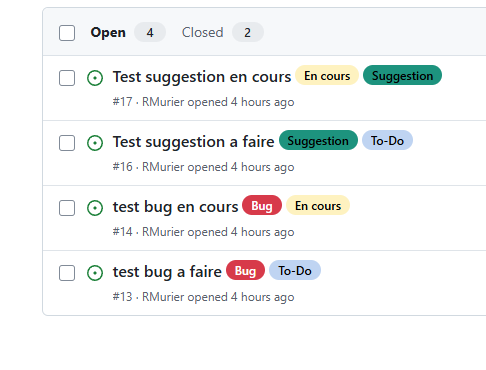 Open 4 Closed 2
Test suggestion en cours En cours Suggestion
#17 · RMurier opened 4 hours ago
Test suggestion a faire Suggestion To-Do
#16 · RMurier opened 4 hours ago
test bug en cours Bug En cours
#14 · RMurier opened 4 hours ago
test bug a faire Bug To-Do
#13 · RMurier opened 4 hours ago